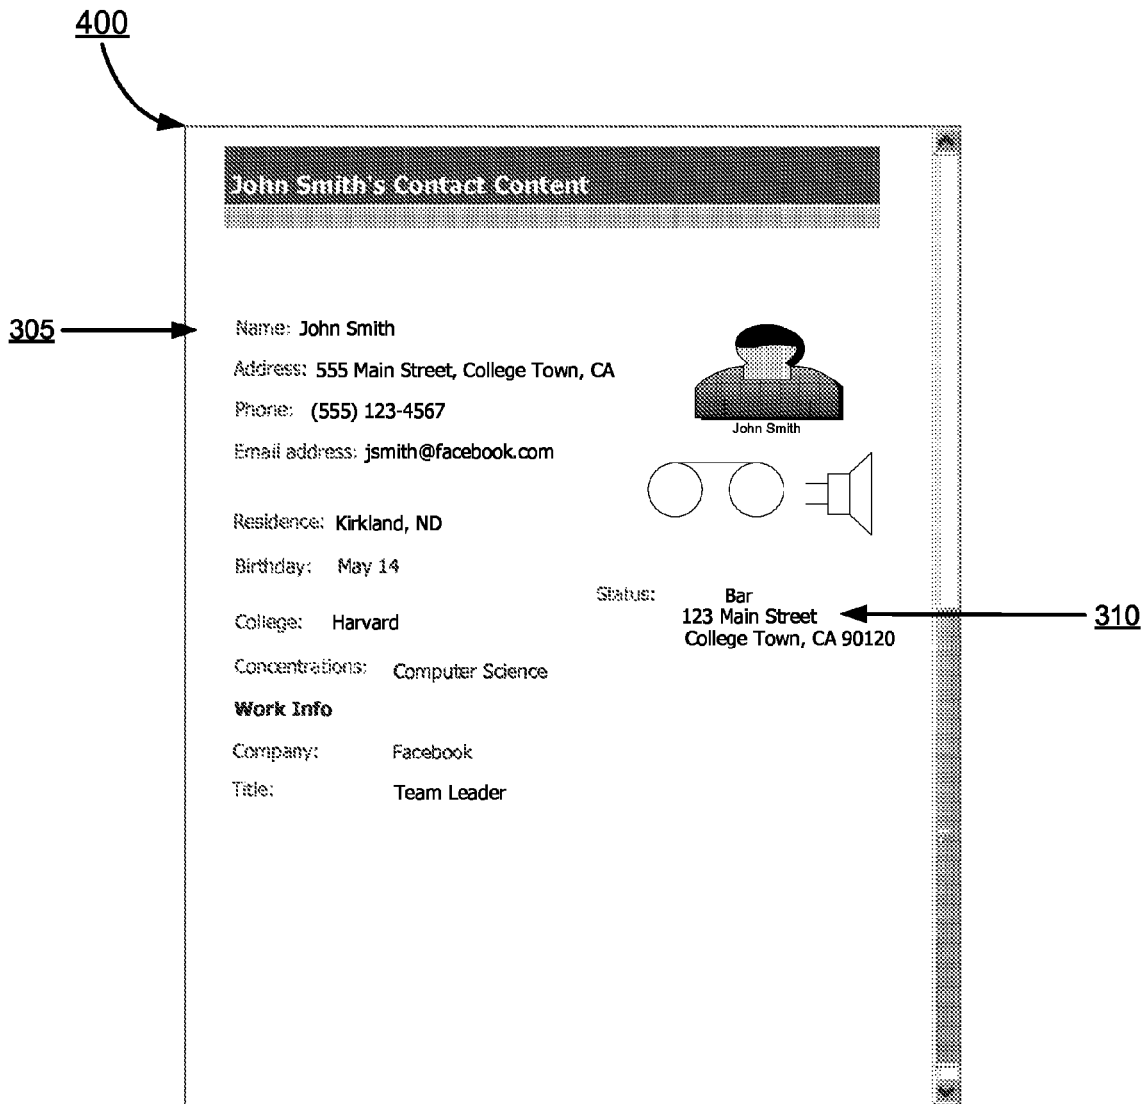 400
John Smith's Contact Content
305
Name: John Smith
Address: 555 Main Street, College Town, CA
Phone: (555) 123-4567
Email address: jsmith@facebook.com
John Smith
Residence: Kirkland, ND
Birthday: May 14
Status: Bar
123 Main Street
College Town, CA 90120
310
College: Harvard
Concentrations: Computer Science
Work Info
Company: Facebook
Title: Team Leader